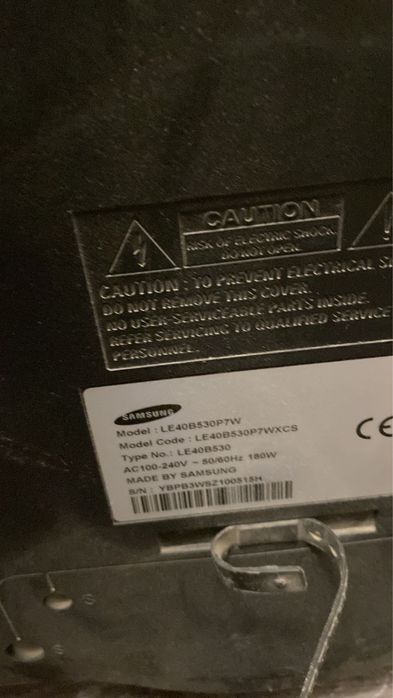 CAUTION
RISK OF ELECTRIC SHOCK
DO NOT OPEN
CAUTION : TO PREVENT ELECTRICAL
DO NOT REMOVE THIS COVER.
NO USER SERVICEABLE PARTS INSIDE.
REFER SERVICING TO QUALIFIED SERVICE
PERSONNEL.
SAMSUNG
Model : LE40B530P7W
Model Code : LE40B530P7WXCS
Type No.: LE40B530
AC100-240V ~ 50/60Hz 180W
MADE BY SAMSUNG
S/N : YBPB3WSZ100515H
CE
S
S